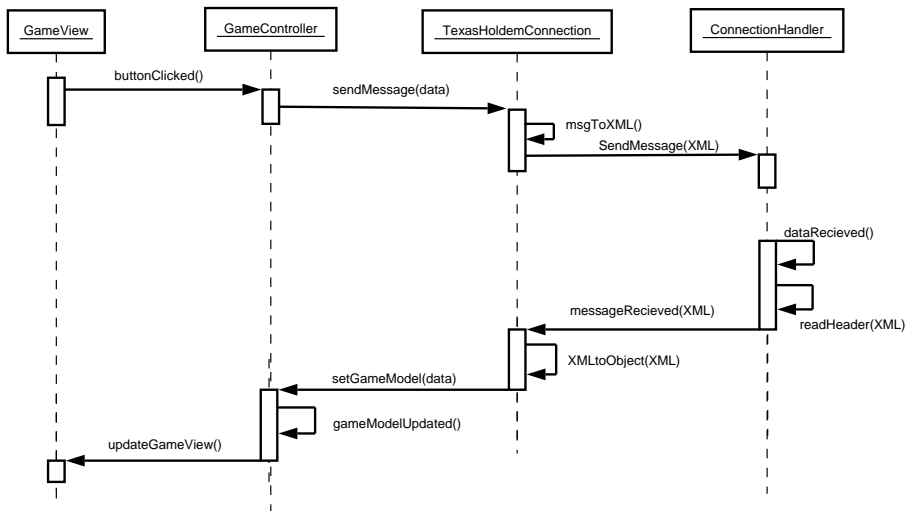 GameView
GameController
TexasHoldemConnection
ConnectionHandler
buttonClicked()
sendMessage(data)
msgToXML()
SendMessage(XML)
dataRecieved()
messageRecieved(XML)
readHeader(XML)
XMLtoObject(XML)
setGameModel(data)
gameModelUpdated()
updateGameView()